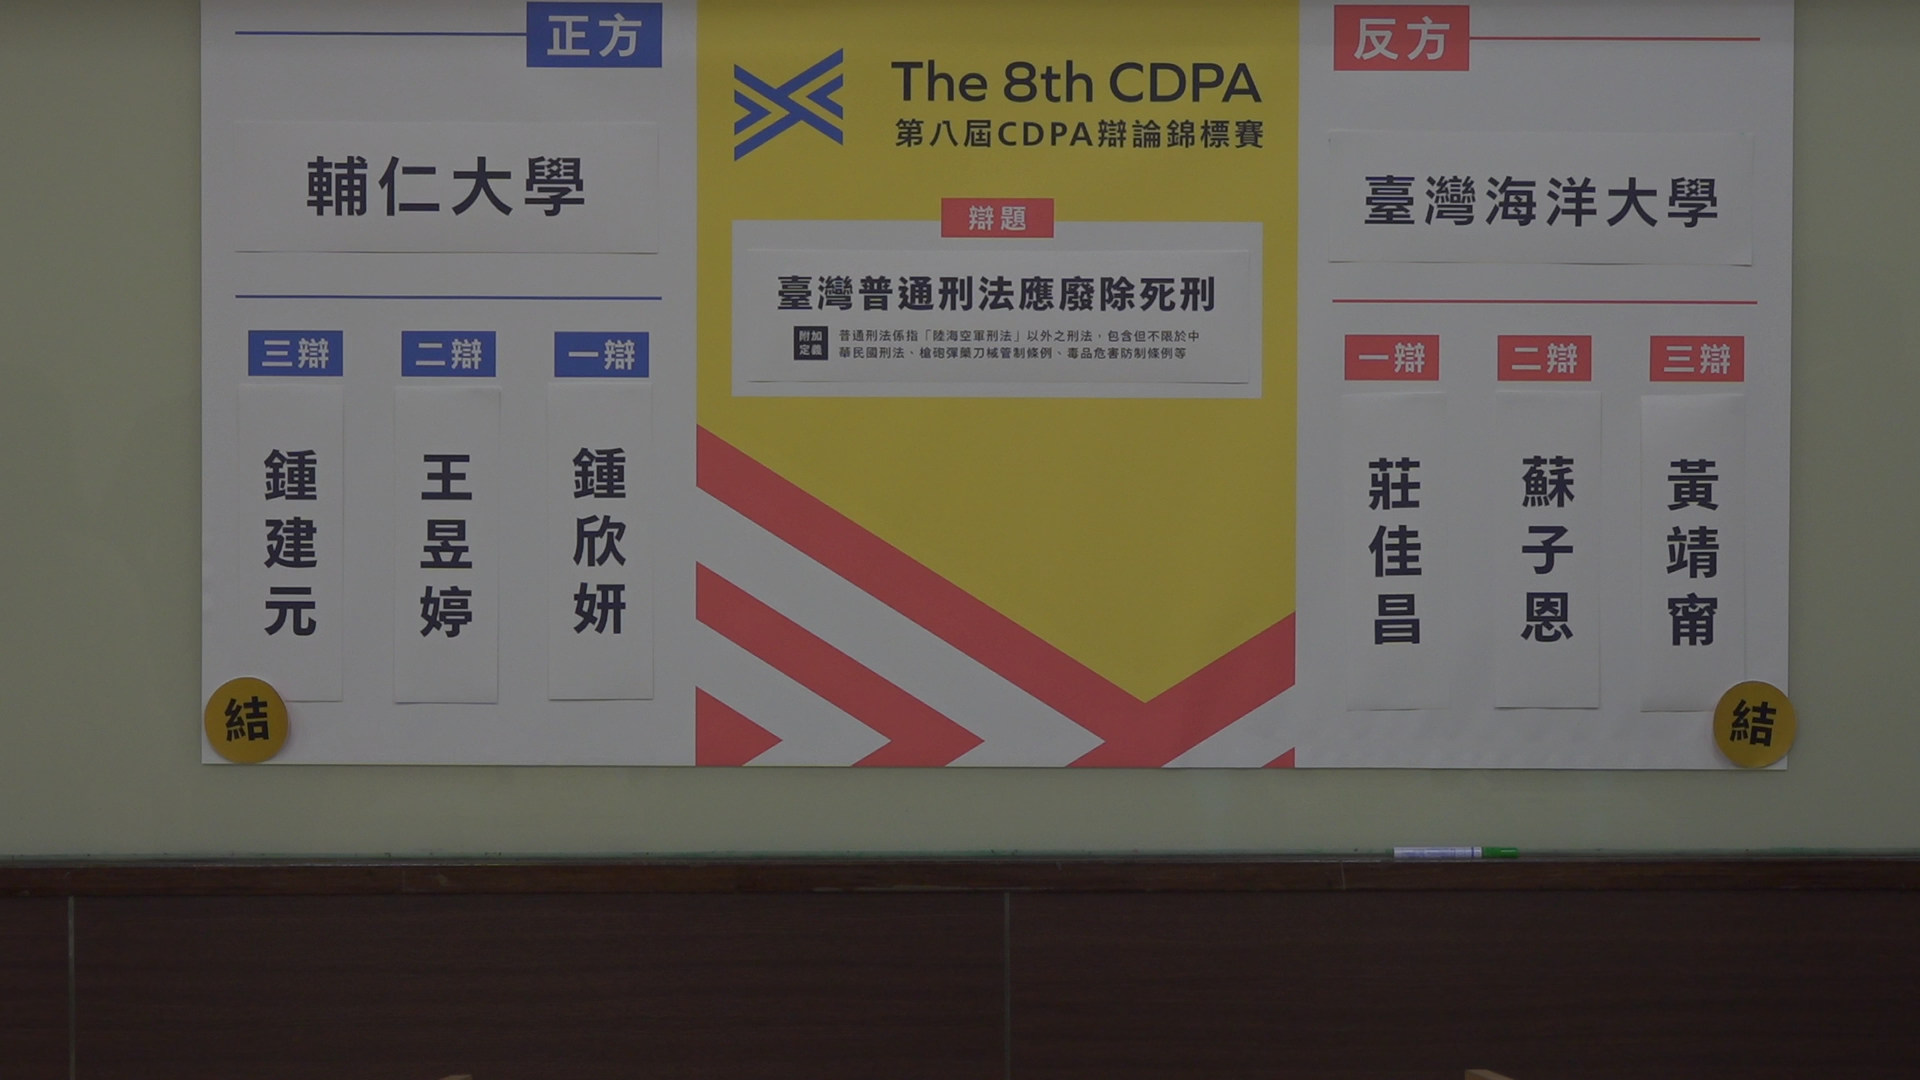 正方
輔仁大學
三辯
二辯
一辯
鍾建元
王昱婷
鍾欣妍
結
The 8th CDPA
第八屆CDPA辯論錦標賽
辯題
臺灣普通刑法應廢除死刑
附加
定義
普通刑法係指「陸海空軍刑法」以外之刑法，包含但不限於中
華民國刑法、槍砲彈藥刀械管制條例、毒品危害防制條例等
反方
臺灣海洋大學
一辯
二辯
三辯
莊佳昌
蘇子恩
黃靖甯
結